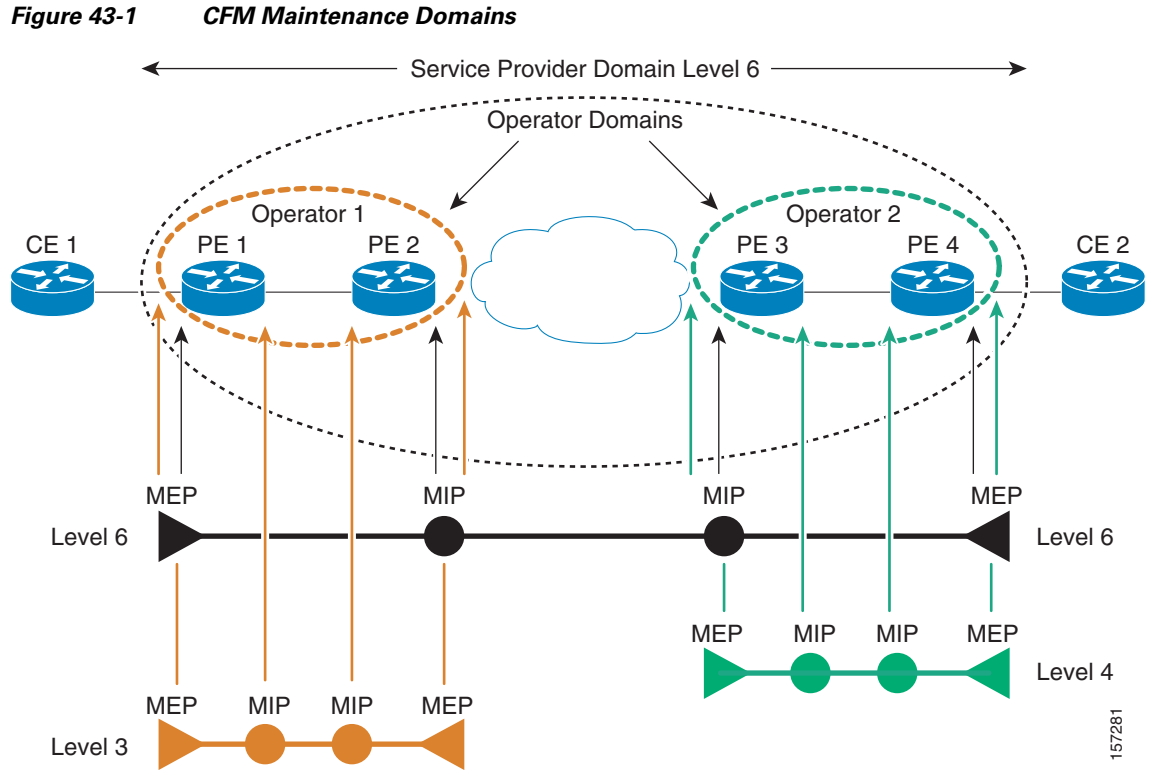 Figure 43-1 CFM Maintenance Domains
Service Provider Domain Level 6
Operator Domains
Operator 1
Operator 2
CE 1
PE 1
PE 2
PE 3
PE 4
CE 2
MEP
MIP
MIP
MEP
Level 6
Level 6
MEP
MIP
MIP
MEP
Level 4
MEP
MIP
MIP
MEP
Level 3
157281